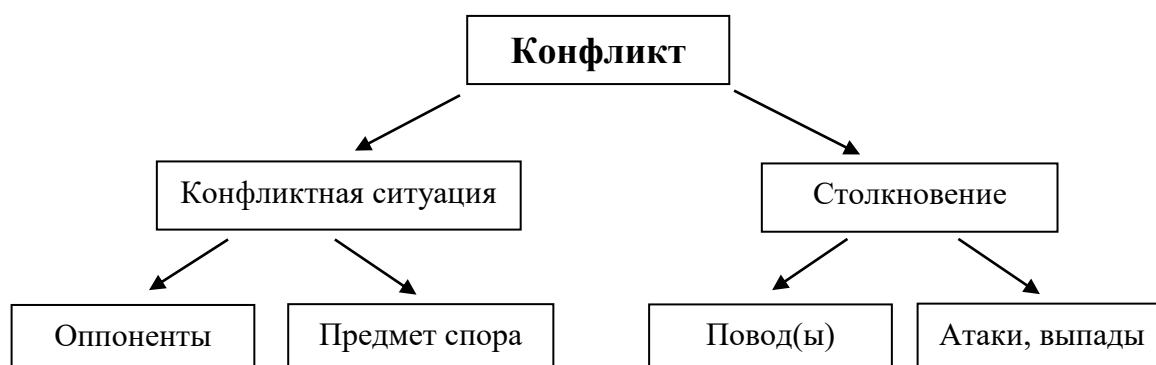 Конфликт
Конфликтная ситуация
Столкновение
Оппоненты
Предмет спора
Повод(ы)
Атаки, выпады